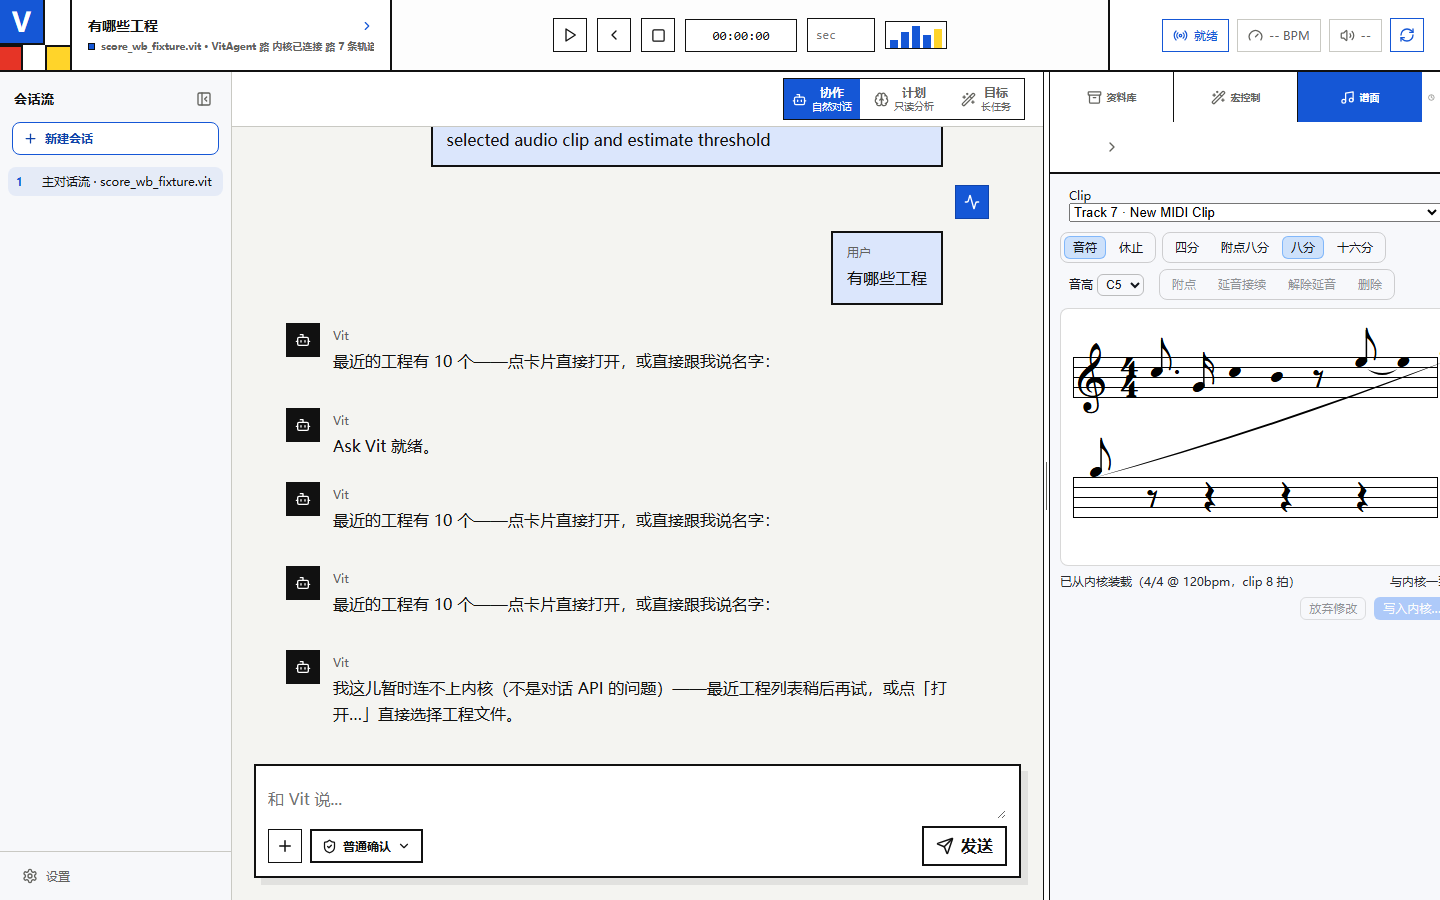 V
有哪些工程
score_wb_fixture.vit • VitAgent 路 内核已连接 路 7 条轨
00:00:00
sec
就绪
-- BPM
--
会话流
新建会话
1 主对话流 · score_wb_fixture.vit
设置
协作
自然对话
计划
只读分析
目标
长任务
selected audio clip and estimate threshold
用户
有哪些工程
Vit
最近的工程有 10 个——点卡片直接打开，或直接跟我说名字：
Vit
Ask Vit 就绪。
Vit
最近的工程有 10 个——点卡片直接打开，或直接跟我说名字：
Vit
最近的工程有 10 个——点卡片直接打开，或直接跟我说名字：
Vit
我这儿暂时连不上内核（不是对话 API 的问题）——最近工程列表稍后再试，或点「打
开…」直接选择工程文件。
和 Vit 说...
普通确认
发送
资料库
宏控制
谱面
Clip
Track 7 · New MIDI Clip
音符 休止 四分 附点八分 八分 十六分
音高 C5 附点 延音接续 解除延音 删除
4
4
已从内核装载（4/4 @ 120bpm，clip 8 拍）
与内核一
放弃修改
写入内核...